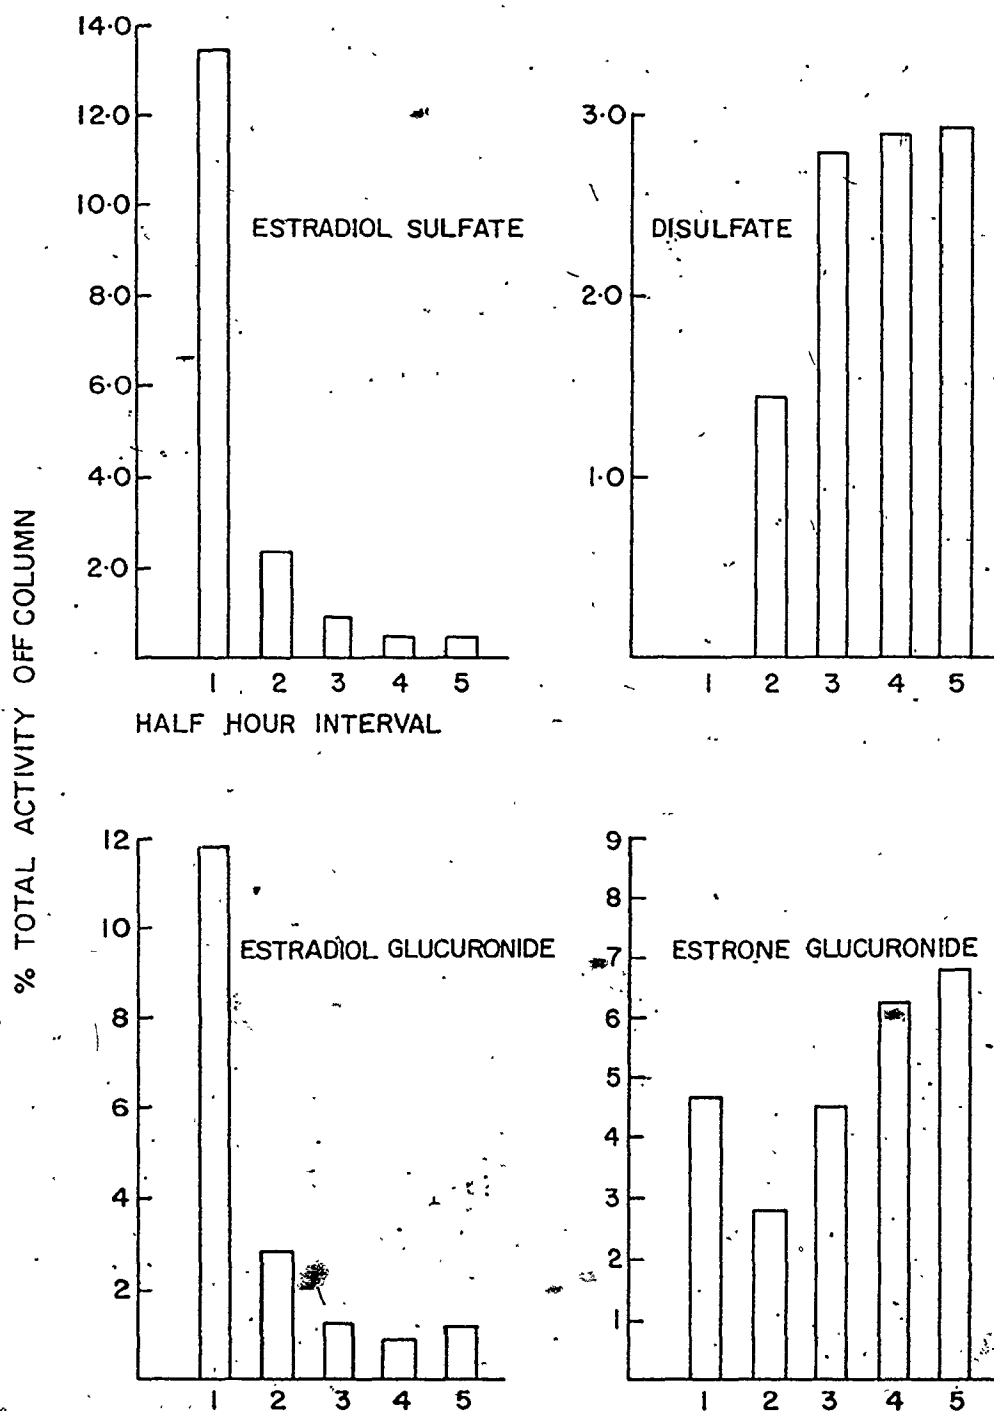 % TOTAL ACTIVITY OFF COLUMN
14·0
12·0
10·0
8·0
6·0
4·0
2·0
ESTRADIOL SULFATE
1 2 3 4 5
HALF HOUR INTERVAL
3·0
2·0
1·0
DISULFATE
1 2 3 4 5
12
10
8
6
4
2
ESTRADIOL GLUCURONIDE
1 2 3 4 5
9
8
7
6
5
4
3
2
1
ESTRONE GLUCURONIDE
1 2 3 4 5